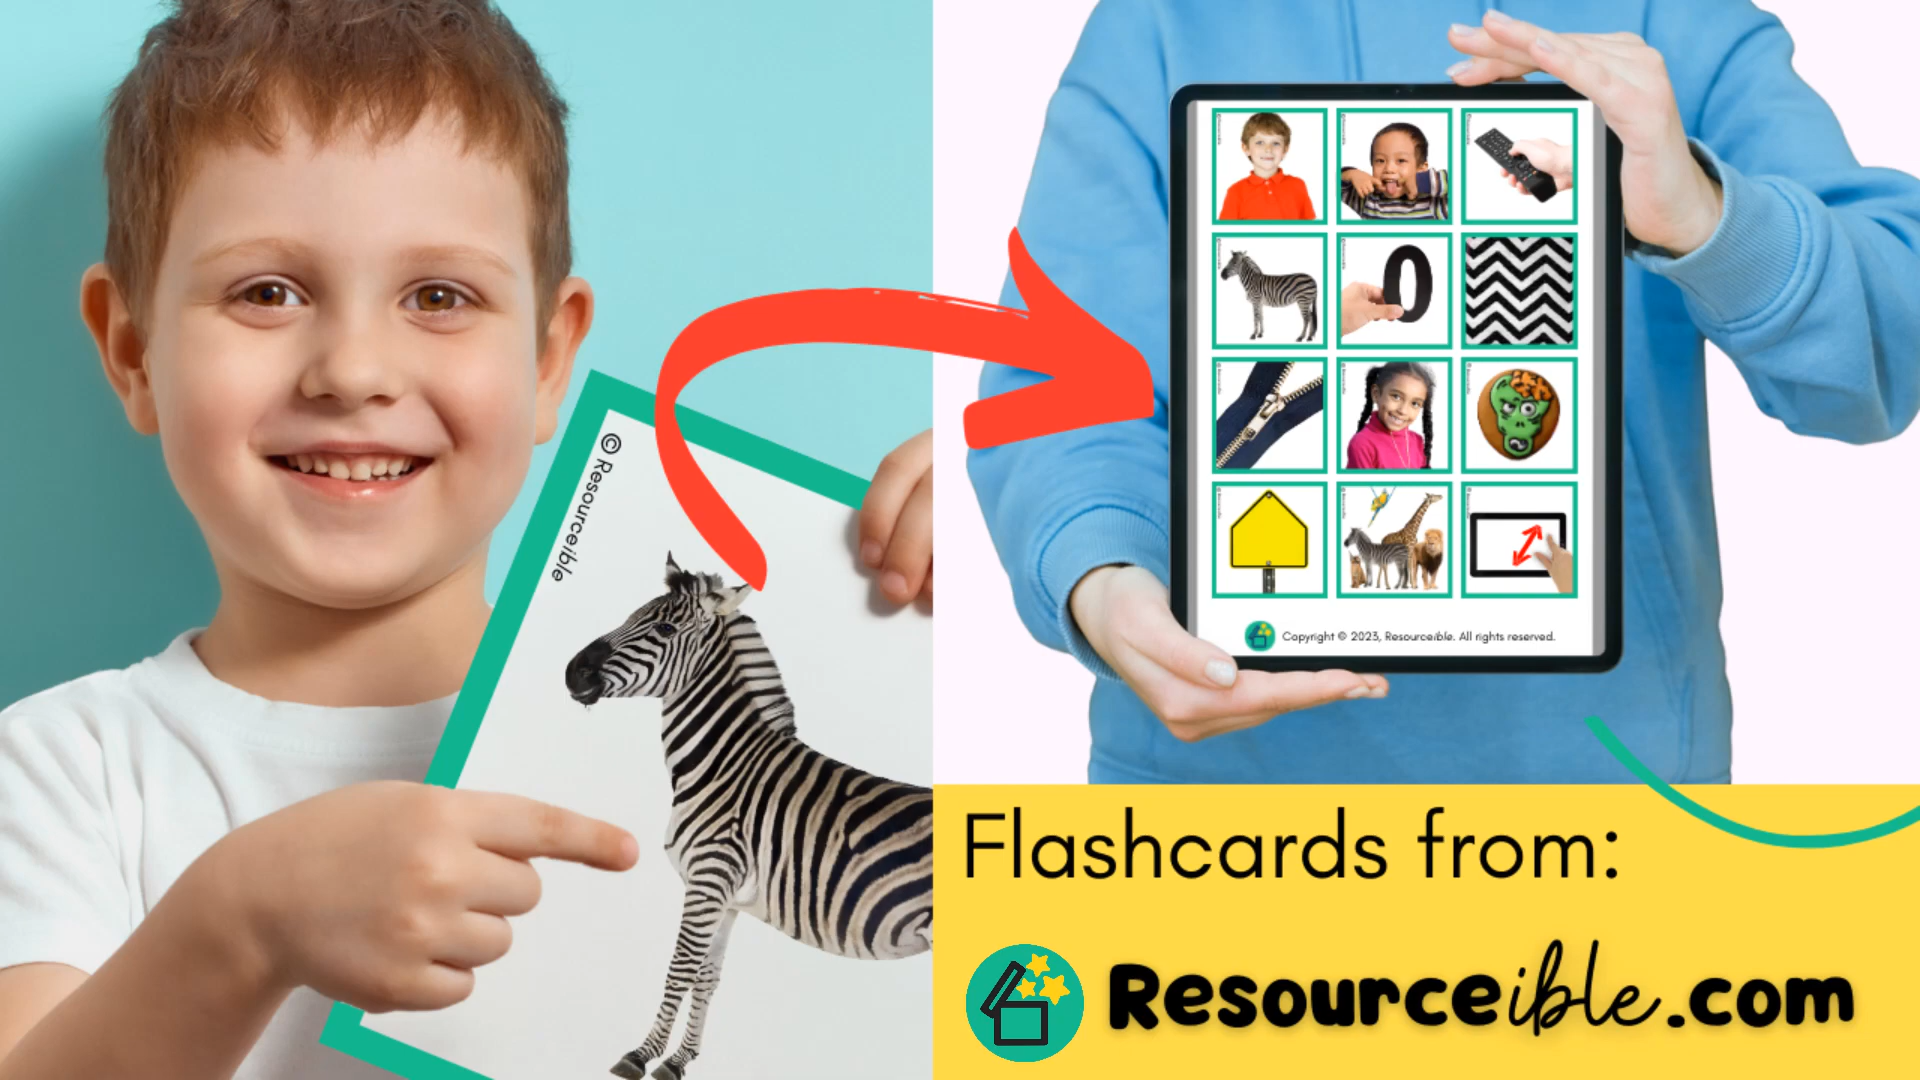 © Resourceible
Copyright © 2023, Resourceible. All rights reserved.
Flashcards from:
Resourceible.com